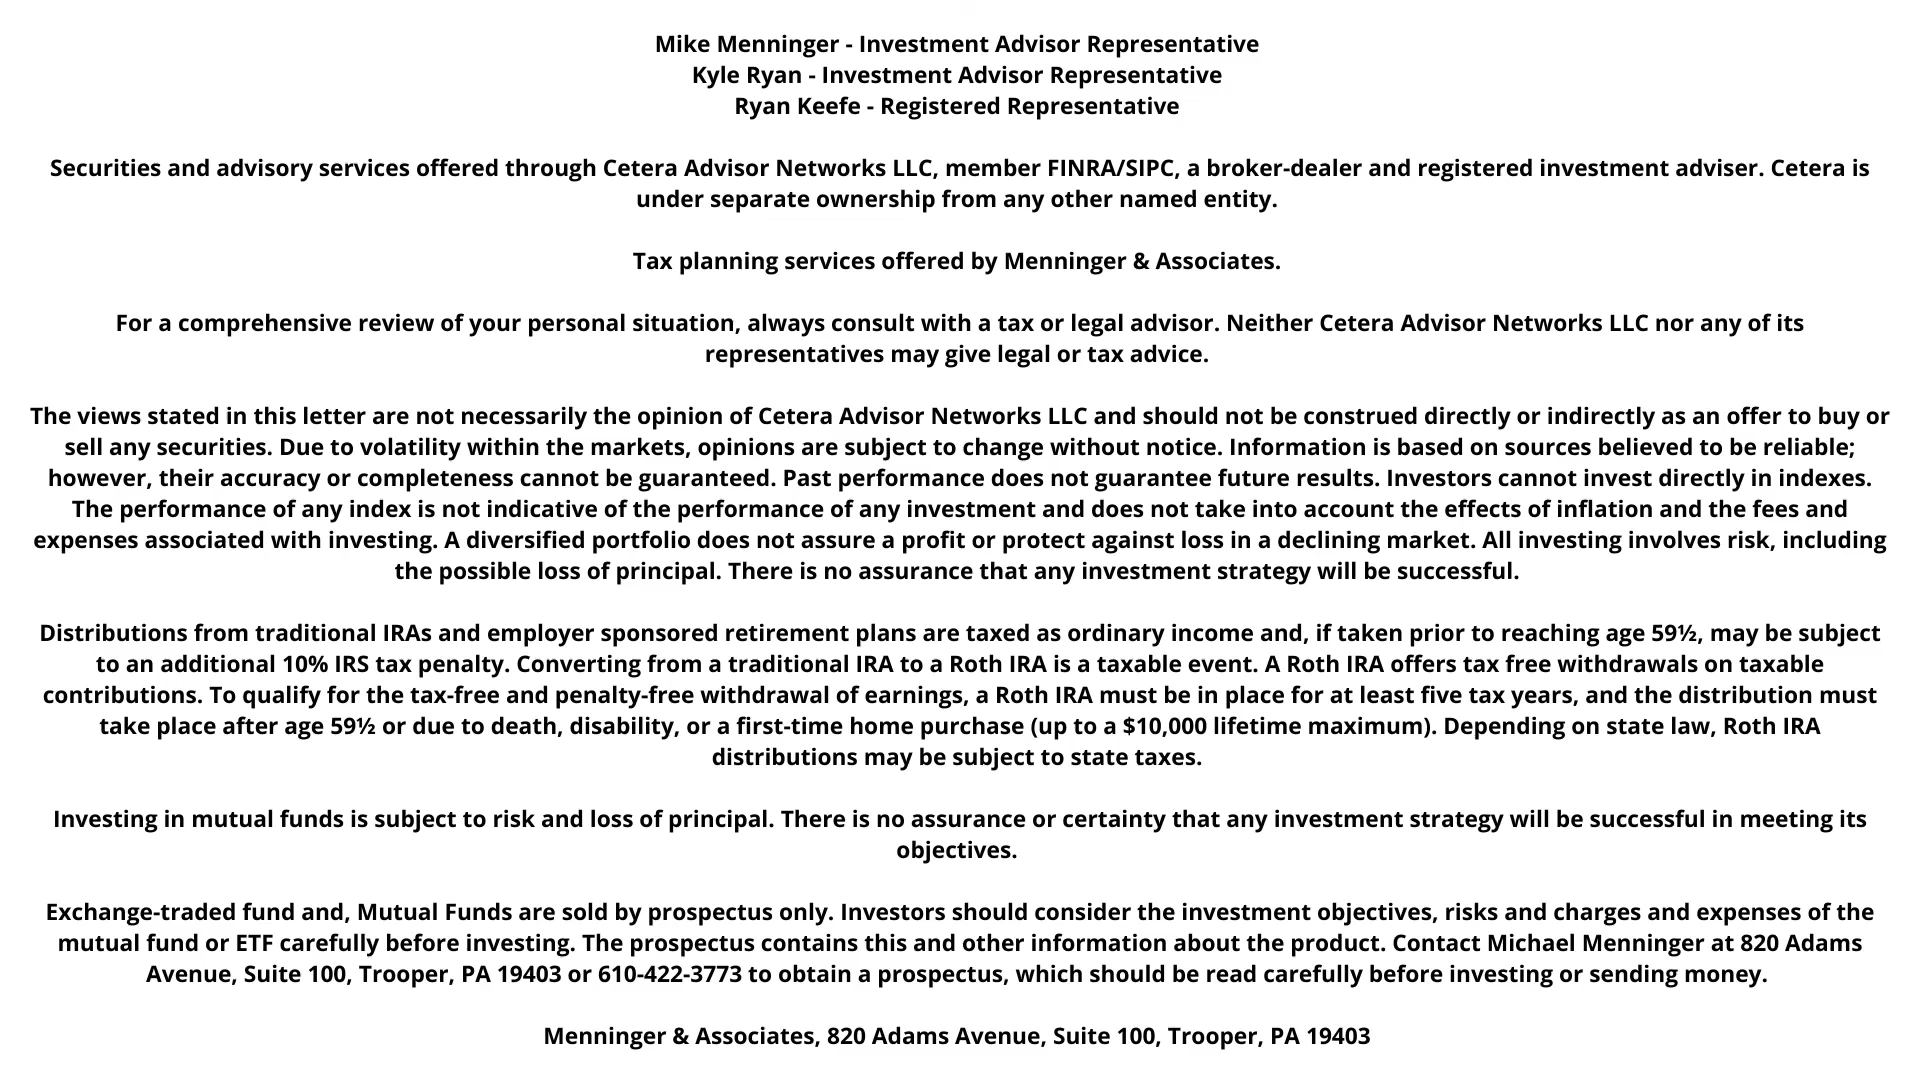 Mike Menninger - Investment Advisor Representative
Kyle Ryan - Investment Advisor Representative
Ryan Keefe - Registered Representative
Securities and advisory services offered through Cetera Advisor Networks LLC, member FINRA/SIPC, a broker-dealer and registered investment adviser. Cetera is
under separate ownership from any other named entity.
Tax planning services offered by Menninger & Associates.
For a comprehensive review of your personal situation, always consult with a tax or legal advisor. Neither Cetera Advisor Networks LLC nor any of its
representatives may give legal or tax advice.
The views stated in this letter are not necessarily the opinion of Cetera Advisor Networks LLC and should not be construed directly or indirectly as an offer to buy or
sell any securities. Due to volatility within the markets, opinions are subject to change without notice. Information is based on sources believed to be reliable;
however, their accuracy or completeness cannot be guaranteed. Past performance does not guarantee future results. Investors cannot invest directly in indexes.
The performance of any index is not indicative of the performance of any investment and does not take into account the effects of inflation and the fees and
expenses associated with investing. A diversified portfolio does not assure a profit or protect against loss in a declining market. All investing involves risk, including
the possible loss of principal. There is no assurance that any investment strategy will be successful.
Distributions from traditional IRAs and employer sponsored retirement plans are taxed as ordinary income and, if taken prior to reaching age 59½, may be subject
to an additional 10% IRS tax penalty. Converting from a traditional IRA to a Roth IRA is a taxable event. A Roth IRA offers tax free withdrawals on taxable
contributions. To qualify for the tax-free and penalty-free withdrawal of earnings, a Roth IRA must be in place for at least five tax years, and the distribution must
take place after age 59½ or due to death, disability, or a first-time home purchase (up to a $10,000 lifetime maximum). Depending on state law, Roth IRA
distributions may be subject to state taxes.
Investing in mutual funds is subject to risk and loss of principal. There is no assurance or certainty that any investment strategy will be successful in meeting its
objectives.
Exchange-traded fund and, Mutual Funds are sold by prospectus only. Investors should consider the investment objectives, risks and charges and expenses of the
mutual fund or ETF carefully before investing. The prospectus contains this and other information about the product. Contact Michael Menninger at 820 Adams
Avenue, Suite 100, Trooper, PA 19403 or 610-422-3773 to obtain a prospectus, which should be read carefully before investing or sending money.
Menninger & Associates, 820 Adams Avenue, Suite 100, Trooper, PA 19403